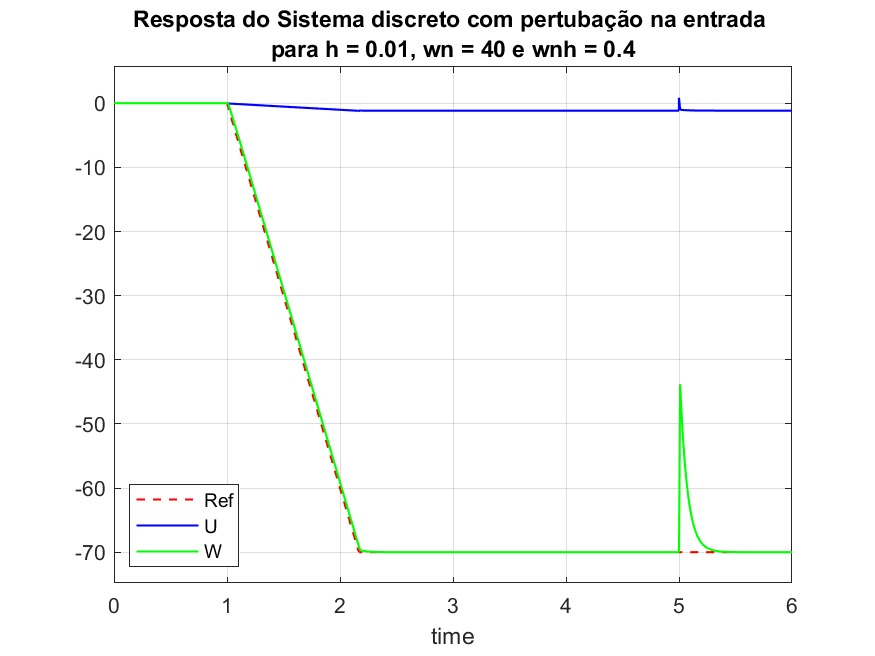 Resposta do Sistema discreto com pertubação na entrada
para h = 0.01, wn = 40 e wnh = 0.4
0
-10
-20
-30
-40
-50
-60
-70
Ref
U
W
0 1 2 3 4 5 6
time